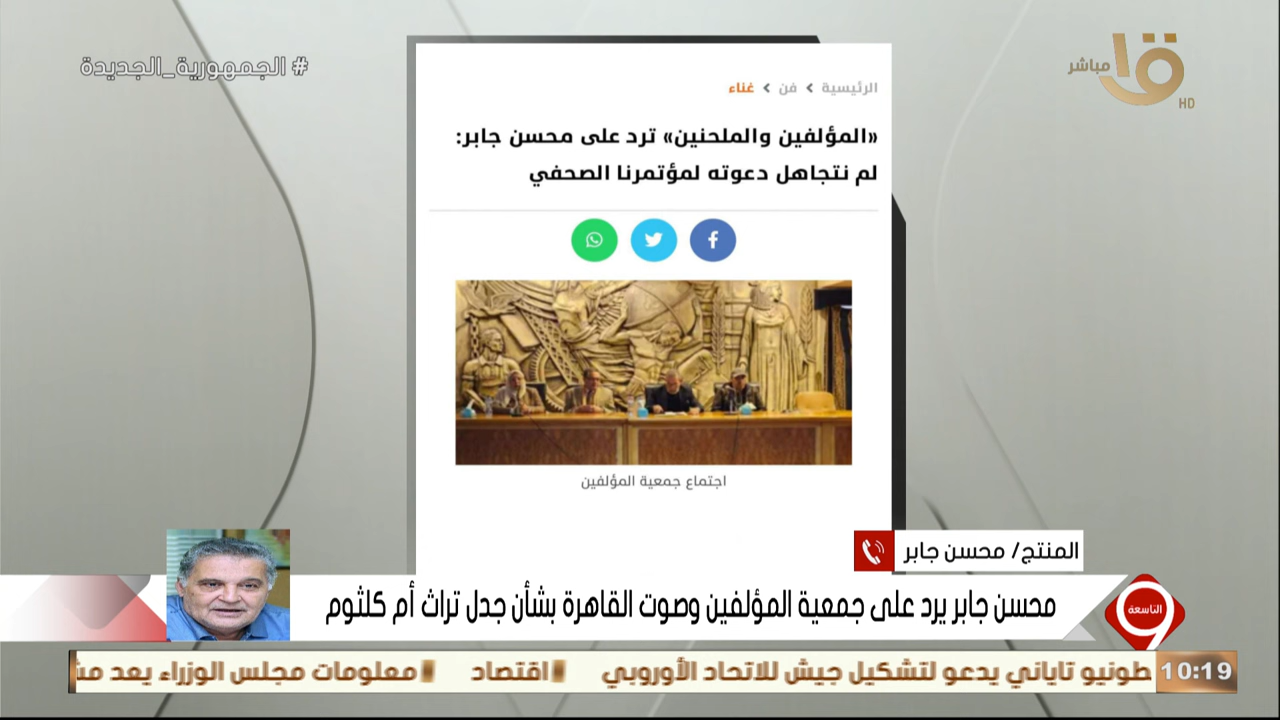 # الجمهورية_الجديدة
مباشر
HD
الرئيسية > فن > غناء
«المؤلفين والملحنين» ترد على محسن جابر:
لم نتجاهل دعوته لمؤتمرنا الصحفي
اجتماع جمعية المؤلفين
المنتج/ محسن جابر
التاسعة
9
محسن جابر يرد على جمعية المؤلفين وصوت القاهرة بشأن جدل تراث أم كلثوم
10:19
طونيو تاياني يدعو لتشكيل جيش للاتحاد الأوروبي اقتصاد معلومات مجلس الوزراء يعد